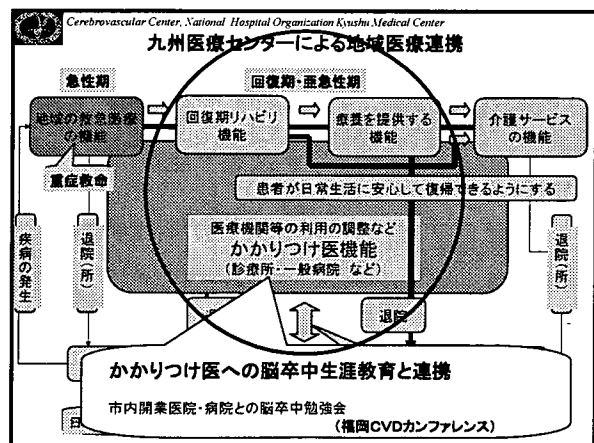 Cerebrovascular Center, National Hospital Organization Kyushu Medical Center
九州医療センターによる地域医療連携
急性期
回復期・亜急性期
地域の救急医療
の機能
回復期リハビリ
機能
療養を提供する
機能
介護サービス
の機能
重症救命
患者が日常生活に安心して復帰できるようにする
医療機関等の利用の調整など
かかりつけ医機能
(診療所・一般病院 など)
疾病の発生
退院(所)
退院(所)
退院
かかりつけ医への脳卒中生涯教育と連携
市内開業医院・病院との脳卒中勉強会
(福岡CVDカンファレンス)